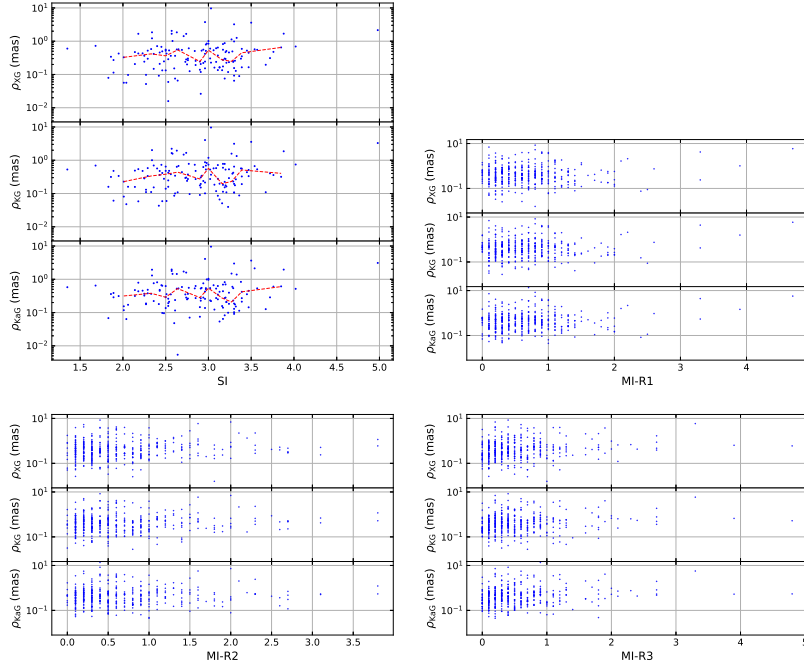 10¹
10⁰
10⁻¹
10⁻²
ρXG (mas)
10¹
10⁰
10⁻¹
10⁻²
ρKG (mas)
10¹
10⁰
10⁻¹
10⁻²
ρKaG (mas)
1.5 2.0 2.5 3.0 3.5 4.0 4.5 5.0
SI
10¹
10⁻¹
ρXG (mas)
10¹
10⁻¹
ρKG (mas)
10¹
10⁻¹
ρKaG (mas)
0 1 2 3 4 5
MI-R1
10¹
10⁻¹
ρXG (mas)
10¹
10⁻¹
ρKG (mas)
10¹
10⁻¹
ρKaG (mas)
0.0 0.5 1.0 1.5 2.0 2.5 3.0 3.5
MI-R2
10¹
10⁻¹
ρXG (mas)
10¹
10⁻¹
ρKG (mas)
10¹
10⁻¹
ρKaG (mas)
0 1 2 3 4 5
MI-R3